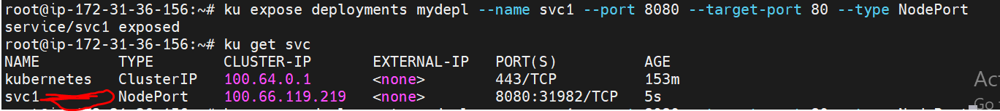 root@ip-172-31-36-156:~# ku expose deployments mydepl --name svc1 --port 8080 --target-port 80 --type NodePort
service/svc1 exposed
root@ip-172-31-36-156:~# ku get svc
NAME TYPE CLUSTER-IP EXTERNAL-IP PORT(S) AGE
kubernetes ClusterIP 100.64.0.1 <none> 443/TCP 153m
svc1 NodePort 100.66.119.219 <none> 8080:31982/TCP 5s
Ac
Go